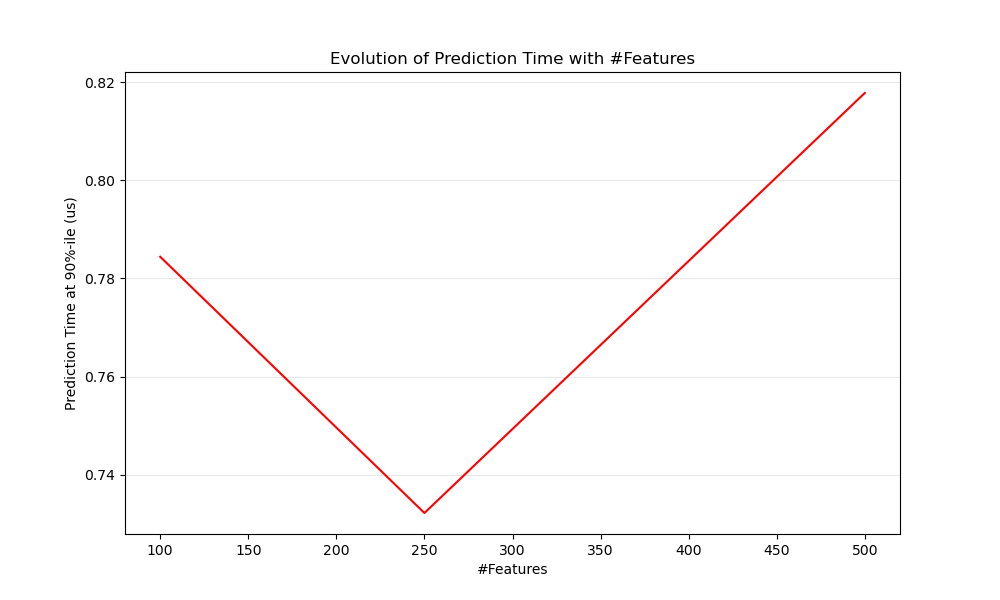 Evolution of Prediction Time with #Features
Prediction Time at 90%-ile (us)
0.82
0.80
0.78
0.76
0.74
100 150 200 250 300 350 400 450 500
#Features